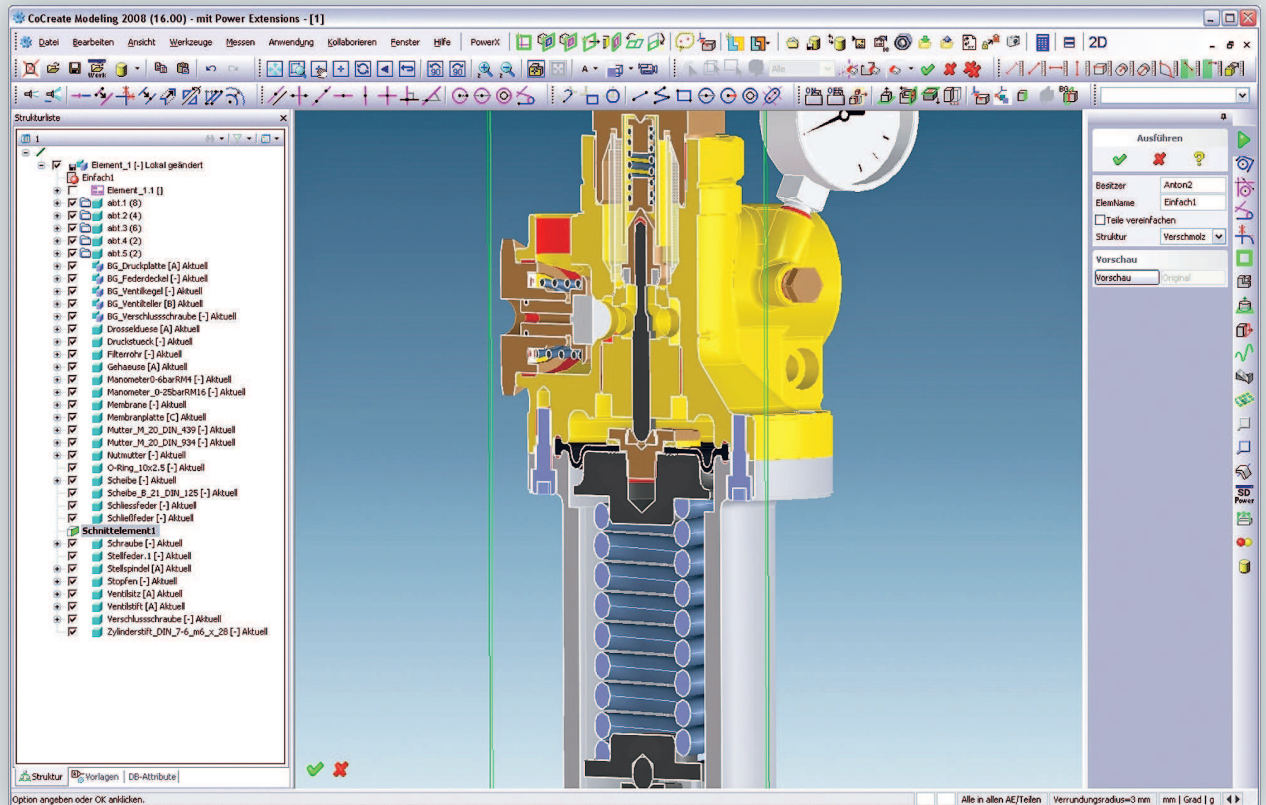 CoCreate Modeling 2008 (16.00) - mit Power Extensions - [1]
Datei Bearbeiten Ansicht Werkzeuge Messen Anwendung Kollaborieren Fenster Hilfe PowerX 2D
Work A Alle
90 90
BG
Strukturliste
1
Element_1 [-] Lokal geändert
Einfach1
Element_1.1 []
abt.1 (8)
abt.2 (4)
abt.3 (6)
abt.4 (2)
abt.5 (2)
BG_Druckplatte [A] Aktuell
BG_Federdeckel [-] Aktuell
BG_Ventilkegel [-] Aktuell
BG_Ventilteller [B] Aktuell
BG_Verschlussschraube [-] Aktuell
Drosselduese [A] Aktuell
Druckstueck [-] Aktuell
Filterrohr [-] Aktuell
Gehaeuse [A] Aktuell
Manometer0-6barRM4 [-] Aktuell
Manometer_0-25barRM16 [-] Aktuell
Membrane [-] Aktuell
Membranplatte [C] Aktuell
Mutter_M_20_DIN_439 [-] Aktuell
Mutter_M_20_DIN_934 [-] Aktuell
Nutmutter [-] Aktuell
O-Ring_10x2.5 [-] Aktuell
Scheibe [-] Aktuell
Scheibe_B_21_DIN_125 [-] Aktuell
Schliessfeder [-] Aktuell
Schließfeder [-] Aktuell
Schnittelement1
Schraube [-] Aktuell
Stellfeder.1 [-] Aktuell
Stellspindel [A] Aktuell
Stopfen [-] Aktuell
Ventilsitz [A] Aktuell
Ventilstift [A] Aktuell
Verschlussschraube [-] Aktuell
Zylinderstift_DIN_7-6_m6_x_28 [-] Aktuell
Struktur Vorlagen DB-Attribute
Ausführen
Besitzer Anton2
ElemName Einfach1
Teile vereinfachen
Struktur Verschmolz
Vorschau
Vorschau Original
SD
Power
Option angeben oder OK anklicken. Alle in allen AE/Teilen Verrundungsradius=3 mm mm | Grad | g